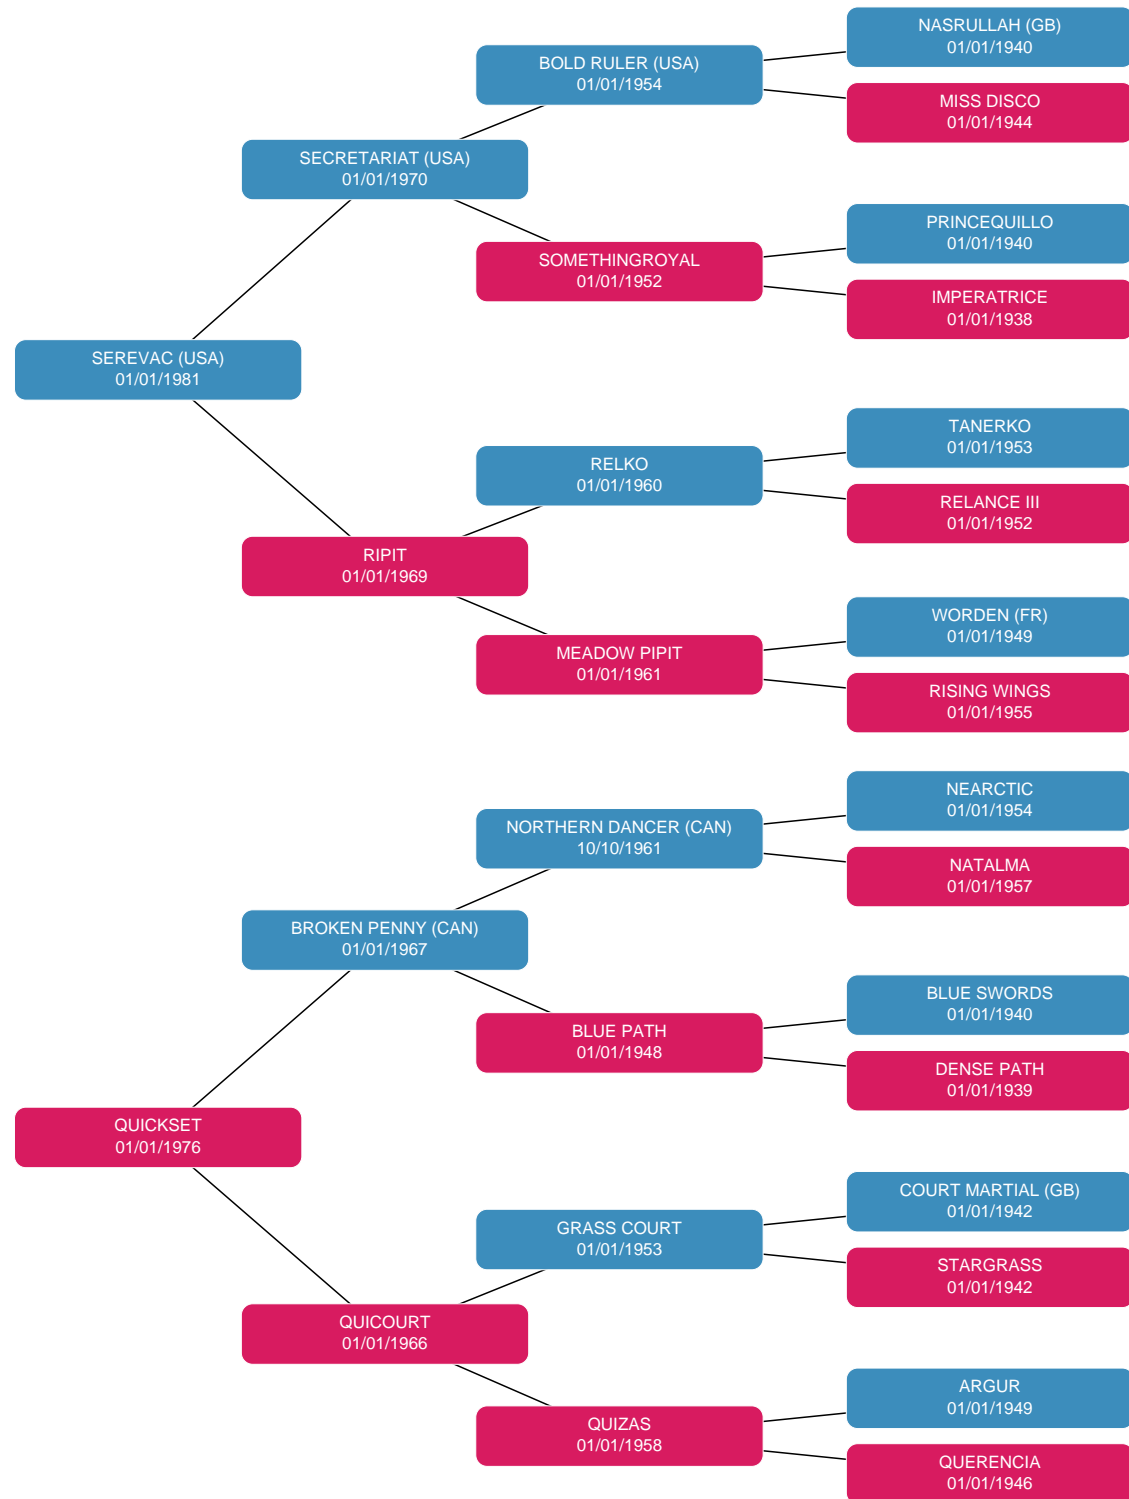 NASRULLAH (GB)
01/01/1940
BOLD RULER (USA)
01/01/1954
MISS DISCO
01/01/1944
SECRETARIAT (USA)
01/01/1970
PRINCEQUILLO
01/01/1940
SOMETHINGROYAL
01/01/1952
IMPERATRICE
01/01/1938
SEREVAC (USA)
01/01/1981
TANERKO
01/01/1953
RELKO
01/01/1960
RELANCE III
01/01/1952
RIPIT
01/01/1969
WORDEN (FR)
01/01/1949
MEADOW PIPIT
01/01/1961
RISING WINGS
01/01/1955
NEARCTIC
01/01/1954
NORTHERN DANCER (CAN)
10/10/1961
NATALMA
01/01/1957
BROKEN PENNY (CAN)
01/01/1967
BLUE SWORDS
01/01/1940
BLUE PATH
01/01/1948
DENSE PATH
01/01/1939
QUICKSET
01/01/1976
COURT MARTIAL (GB)
01/01/1942
GRASS COURT
01/01/1953
STARGRASS
01/01/1942
QUICOURT
01/01/1966
ARGUR
01/01/1949
QUIZAS
01/01/1958
QUERENCIA
01/01/1946